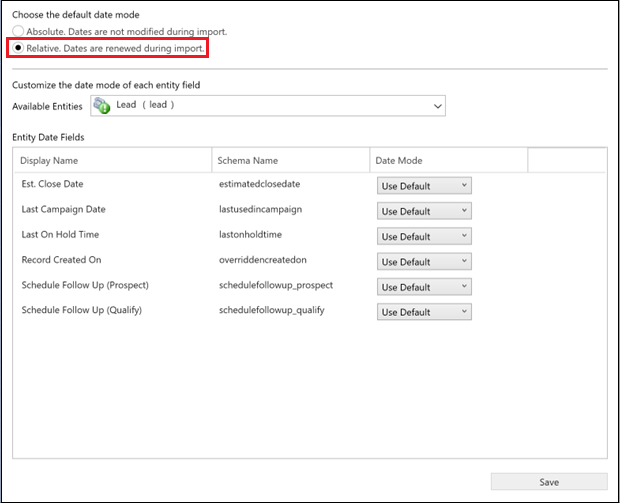 Choose the default date mode
Absolute. Dates are not modified during import.
Relative. Dates are renewed during import.
Customize the date mode of each entity field
Available Entities Lead ( lead )
Entity Date Fields
Display Name Schema Name Date Mode
Est. Close Date estimatedclosedate Use Default
Last Campaign Date lastusedincampaign Use Default
Last On Hold Time lastonholdtime Use Default
Record Created On overriddencreatedon Use Default
Schedule Follow Up (Prospect) schedulefollowup_prospect Use Default
Schedule Follow Up (Qualify) schedulefollowup_qualify Use Default
Save